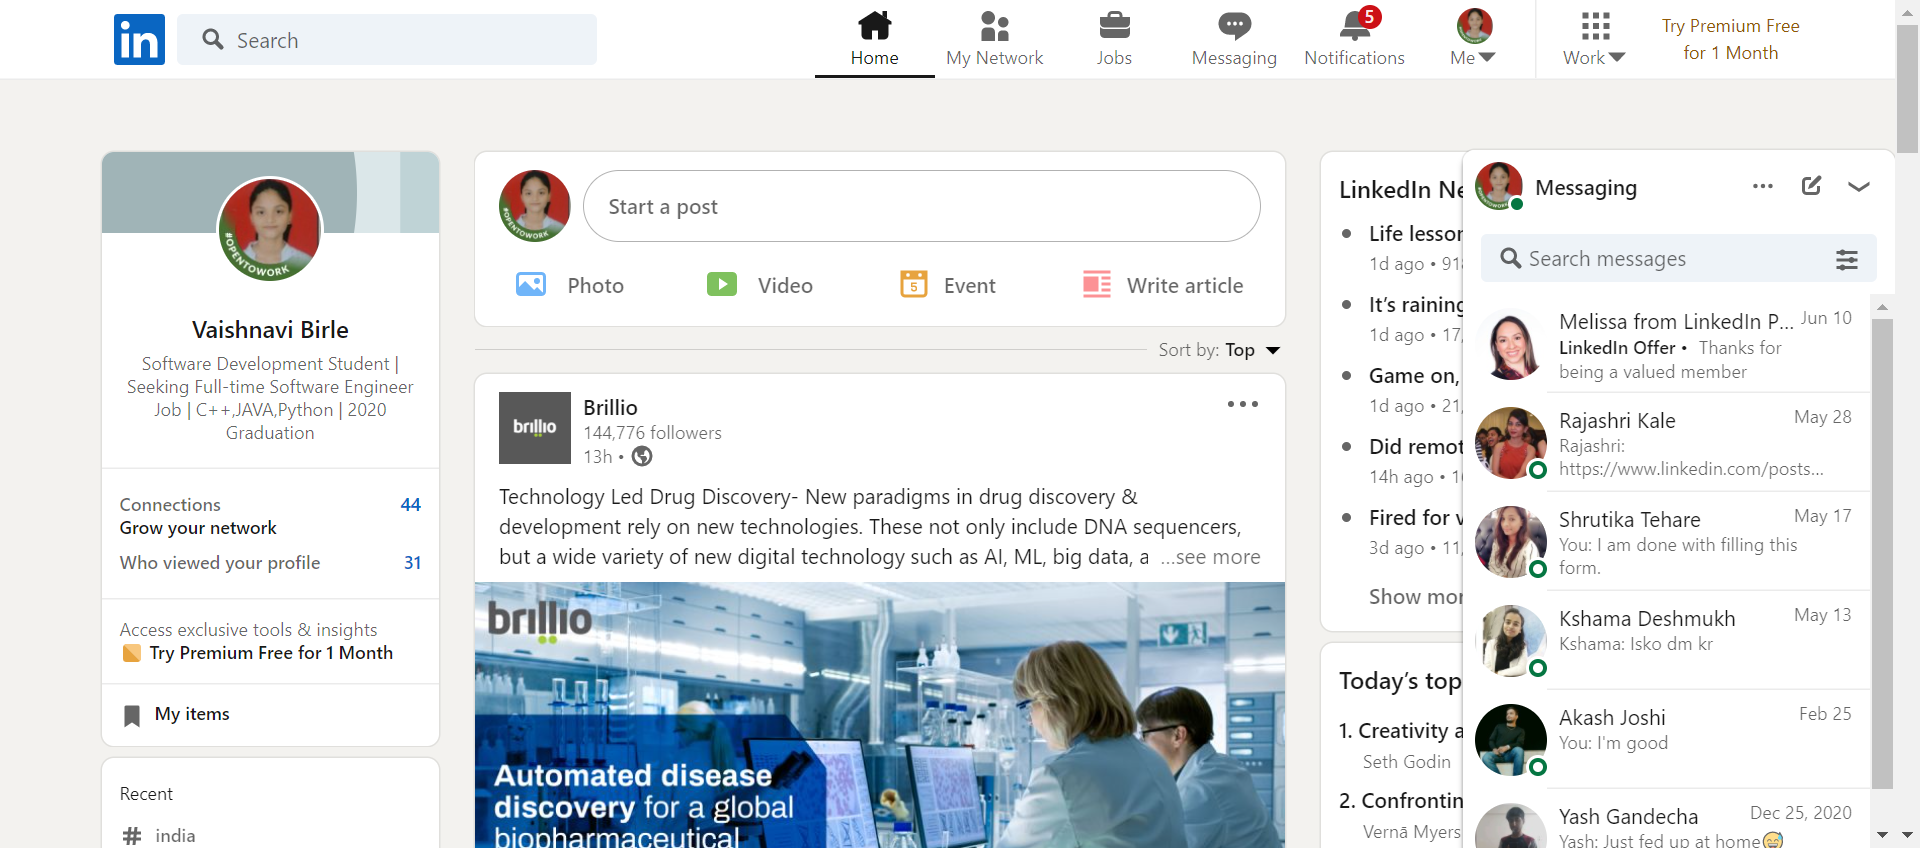 in
Search
Home
My Network
Jobs
Messaging
5
Notifications
Me
Work
Try Premium Free
for 1 Month
#OPENTOWORK
Vaishnavi Birle
Software Development Student |
Seeking Full-time Software Engineer
Job | C++,JAVA,Python | 2020
Graduation
Connections 44
Grow your network
Who viewed your profile 31
Access exclusive tools & insights
Try Premium Free for 1 Month
My items
Recent
# india
Start a post
Photo
Video
5
Event
Write article
Sort by: Top
brillio
Brillio
144,776 followers
13h •
Technology Led Drug Discovery- New paradigms in drug discovery &
development rely on new technologies. These not only include DNA sequencers,
but a wide variety of new digital technology such as AI, ML, big data, a ...see more
brillio
Automated disease
discovery for a global
biopharmaceutical
LinkedIn Ne
Life lesson
1d ago • 918
It's raining
1d ago • 17,
Game on,
1d ago • 21,
Did remot
14h ago • 1
Fired for v
3d ago • 11,
Show mor
Today's top
1. Creativity a
Seth Godin
2. Confrontin
Vernā Myers
Messaging
Search messages
Melissa from LinkedIn P... Jun 10
LinkedIn Offer • Thanks for
being a valued member
Rajashri Kale May 28
Rajashri:
https://www.linkedin.com/posts...
Shrutika Tehare May 17
You: I am done with filling this
form.
Kshama Deshmukh May 13
Kshama: Isko dm kr
Akash Joshi Feb 25
You: I'm good
Yash Gandecha Dec 25, 2020
Yash: Just fed up at home😅